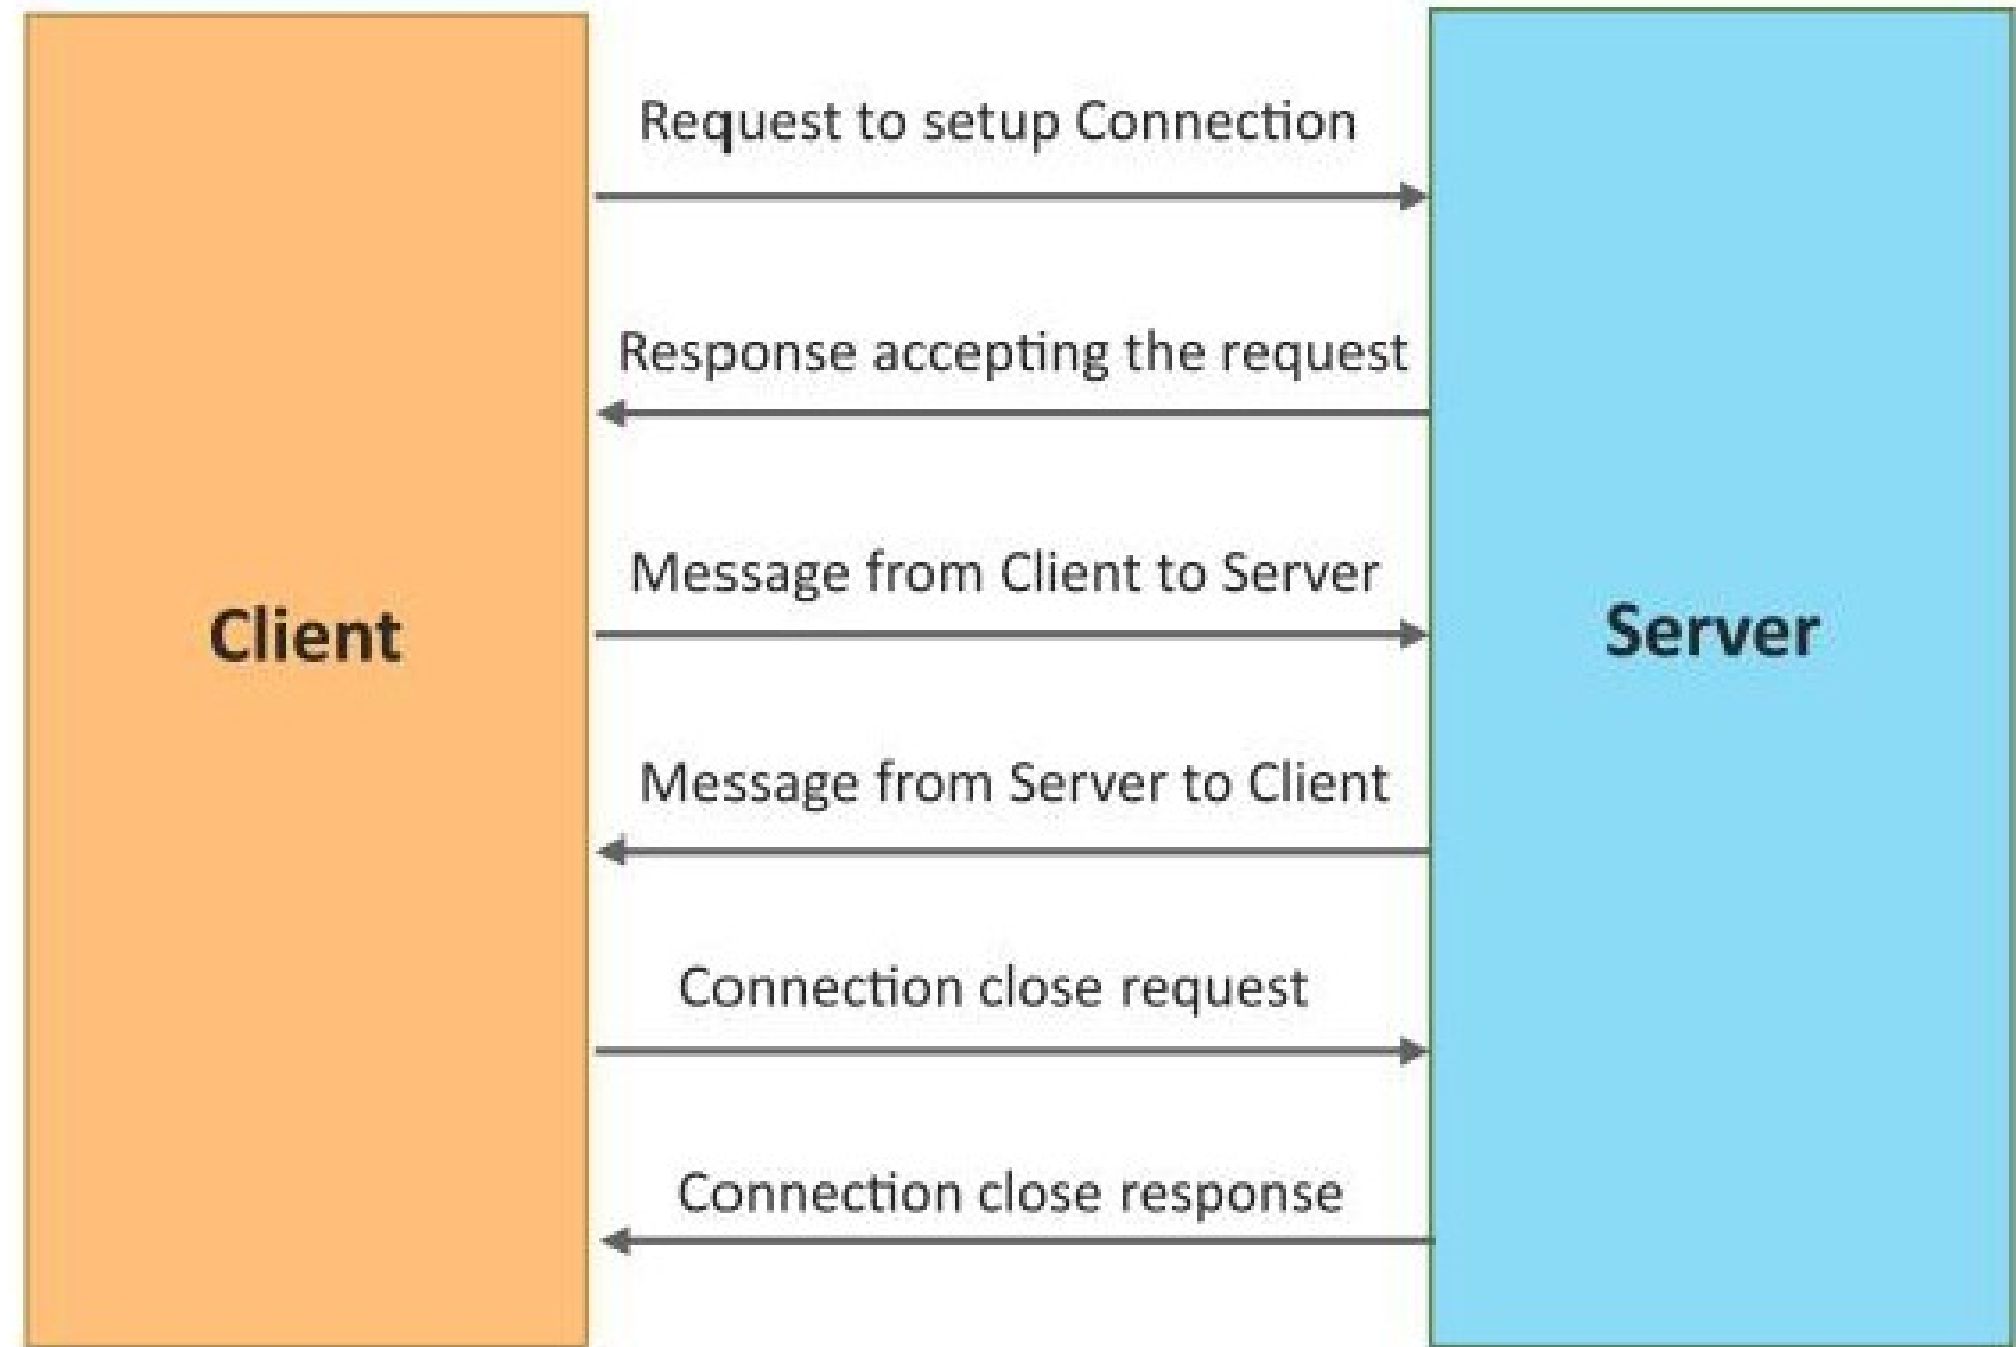 Request to setup Connection
Response accepting the request
Message from Client to Server
Client
Server
Message from Server to Client
Connection close request
Connection close response